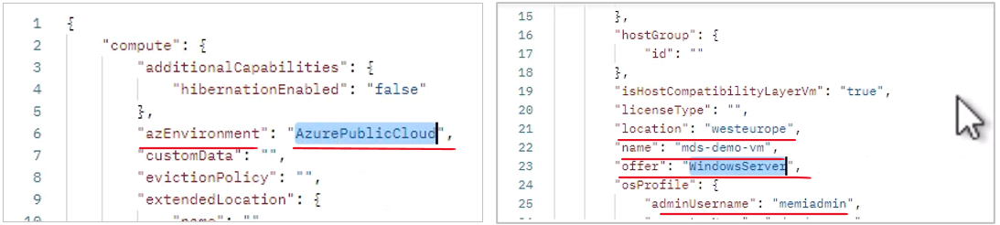 1 {
2 "compute": {
3 "additionalCapabilities": {
4 "hibernationEnabled": "false"
5 },
6 "azEnvironment": "AzurePublicCloud",
7 "customData": "",
8 "evictionPolicy": "",
9 "extendedLocation": {
10 "name": ""
15 },
16 "hostGroup": {
17 "id": ""
18 },
19 "isHostCompatibilityLayerVm": "true",
20 "licenseType": "",
21 "location": "westeurope",
22 "name": "mds-demo-vm",
23 "offer": "WindowsServer",
24 "osProfile": {
25 "adminUsername": "memiadmin",